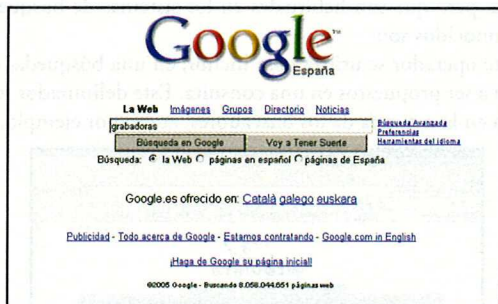 Google™
España
La Web Imágenes Grupos Directorio Noticias
grabadoras
Búsqueda Avanzada
Preferencias
Herramientas del idioma
Búsqueda en Google Voy a Tener Suerte
Búsqueda: la Web páginas en español páginas de España
Google.es ofrecido en: Català galego euskara
Publicidad - Todo acerca de Google - Estamos contratando - Google.com in English
¡Haga de Google su página inicial!
©2005 Google - Buscando 8.058.044.651 páginas web